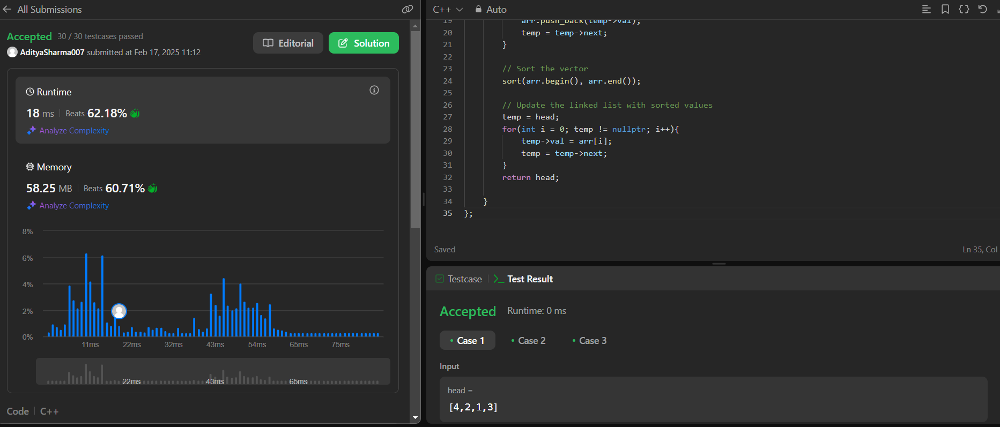 All Submissions
Accepted 30 / 30 testcases passed
AdityaSharma007 submitted at Feb 17, 2025 11:12
Editorial
Solution
Runtime
18 ms | Beats 62.18%
Analyze Complexity
Memory
58.25 MB | Beats 60.71%
Analyze Complexity
8%
6%
4%
2%
0%
11ms 22ms 32ms 43ms 54ms 65ms 75ms
22ms 43ms 65ms
Code | C++
C++ Auto
19 arr.push_back(temp->val);
20 temp = temp->next;
21 }
22
23 // Sort the vector
24 sort(arr.begin(), arr.end());
25
26 // Update the linked list with sorted values
27 temp = head;
28 for(int i = 0; temp != nullptr; i++){
29 temp->val = arr[i];
30 temp = temp->next;
31 }
32 return head;
33
34 }
35 };
Saved
Ln 35, Col
Testcase | Test Result
Accepted Runtime: 0 ms
• Case 1 • Case 2 • Case 3
Input
head =
[4,2,1,3]